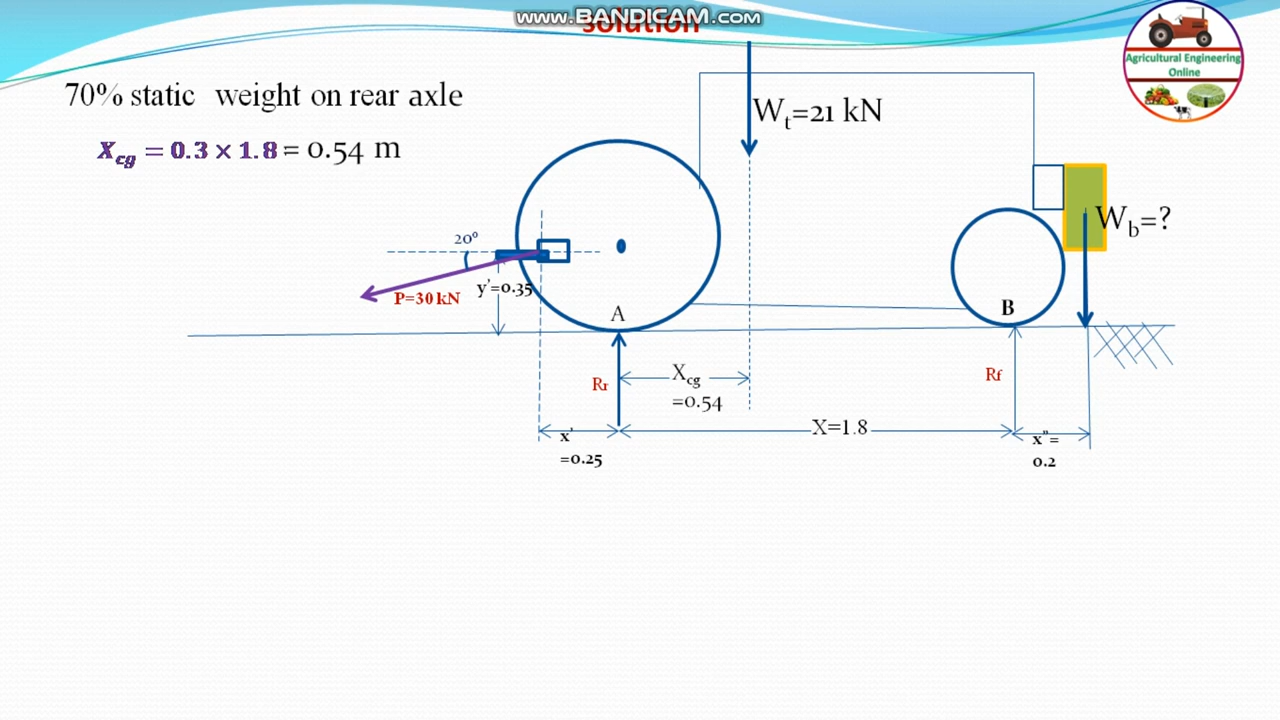 www.BANDICAM.com
solution
Agricultural Engineering
Online
70% static weight on rear axle
Xcg = 0.3 × 1.8 = 0.54 m
Wt=21 kN
Wb=?
20°
P=30 kN
y'=0.35
A
B
Rr
Xcg
=0.54
Rf
x'
=0.25
X=1.8
x"=
0.2